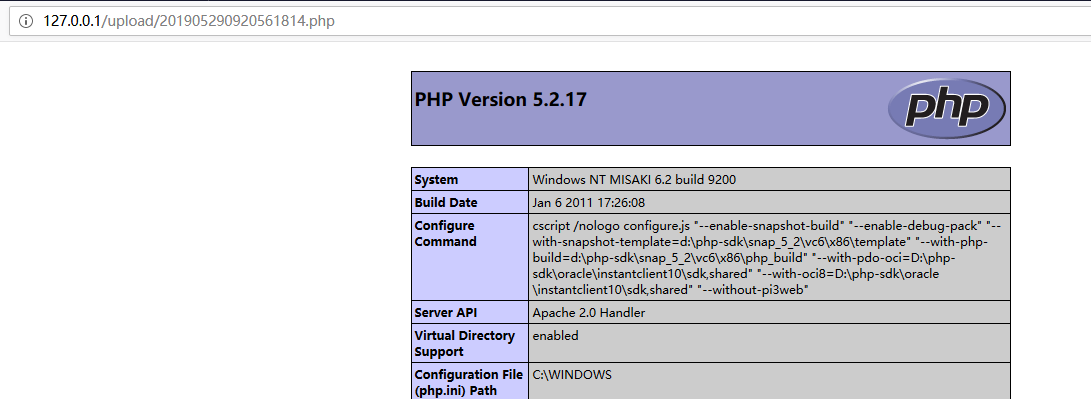 127.0.0.1/upload/201905290920561814.php
PHP Version 5.2.17
php
System Windows NT MISAKI 6.2 build 9200
Build Date Jan 6 2011 17:26:08
Configure Command cscript /nologo configure.js "--enable-snapshot-build" "--enable-debug-pack" "--
with-snapshot-template=d:\php-sdk\snap_5_2\vc6\x86\template" "--with-php-
build=d:\php-sdk\snap_5_2\vc6\x86\php_build" "--with-pdo-oci=D:\php-
sdk\oracle\instantclient10\sdk,shared" "--with-oci8=D:\php-sdk\oracle
\instantclient10\sdk,shared" "--without-pi3web"
Server API Apache 2.0 Handler
Virtual Directory Support enabled
Configuration File (php.ini) Path C:\WINDOWS